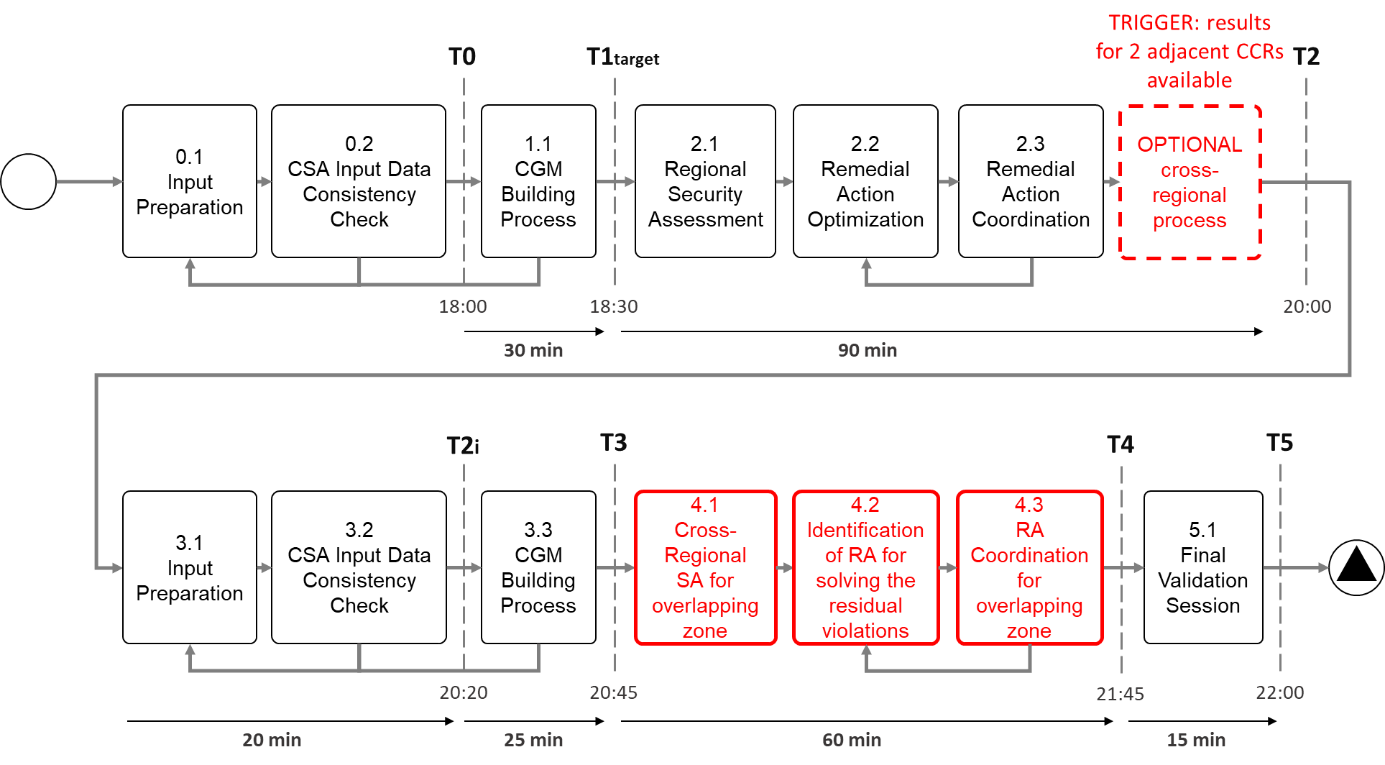 TRIGGER: results
for 2 adjacent CCRs
available
T0
T1target
T2
0.1
Input
Preparation
0.2
CSA Input Data
Consistency
Check
1.1
CGM
Building
Process
2.1
Regional
Security
Assessment
2.2
Remedial
Action
Optimization
2.3
Remedial
Action
Coordination
OPTIONAL
cross-
regional
process
18:00
18:30
20:00
30 min
90 min
T2i
T3
T4
T5
3.1
Input
Preparation
3.2
CSA Input Data
Consistency
Check
3.3
CGM
Building
Process
4.1
Cross-
Regional
SA for
overlapping
zone
4.2
Identification
of RA for
solving the
residual
violations
4.3
RA
Coordination
for
overlapping
zone
5.1
Final
Validation
Session
20:20
20:45
21:45
22:00
20 min
25 min
60 min
15 min